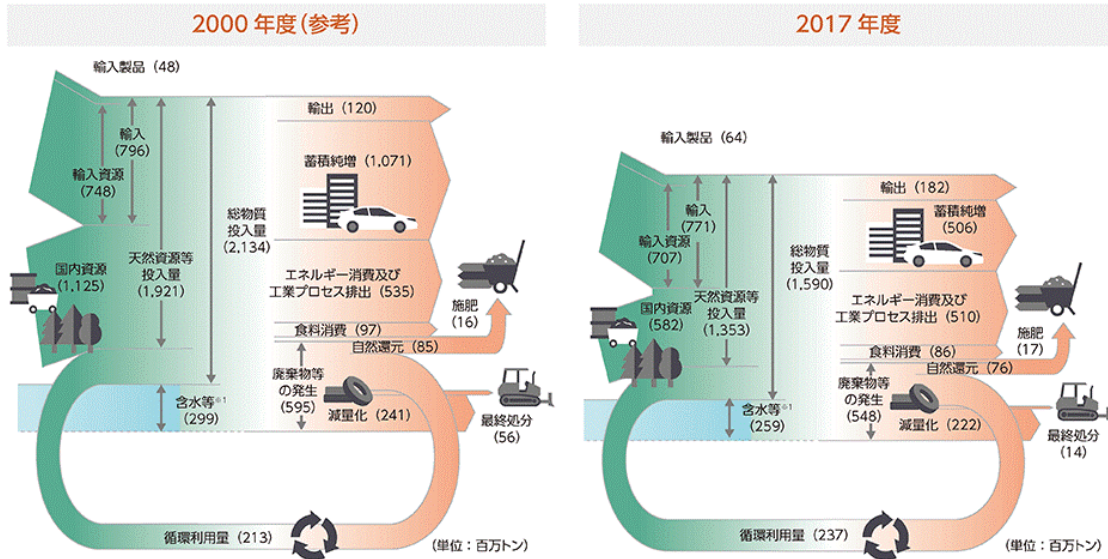 2000 年度（参考）
輸入製品（48）
輸入
（796）
輸入資源
（748）
国内資源
（1,125）
天然資源等
投入量
（1,921）
総物質
投入量
（2,134）
含水等※1
（299）
輸出（120）
蓄積純増（1,071）
エネルギー消費及び
工業プロセス排出（535）
食料消費（97）
自然還元（85）
施肥
（16）
廃棄物等
の発生
（595）
減量化（241）
最終処分
（56）
循環利用量（213）
（単位：百万トン）
2017 年度
輸入製品（64）
輸入
（771）
輸入資源
（707）
国内資源
（582）
天然資源等
投入量
（1,353）
総物質
投入量
（1,590）
含水等※1
（259）
輸出（182）
蓄積純増
（506）
エネルギー消費及び
工業プロセス排出（510）
食料消費（86）
自然還元（76）
施肥
（17）
廃棄物等
の発生
（548）
減量化（222）
最終処分
（14）
循環利用量（237）
（単位：百万トン）